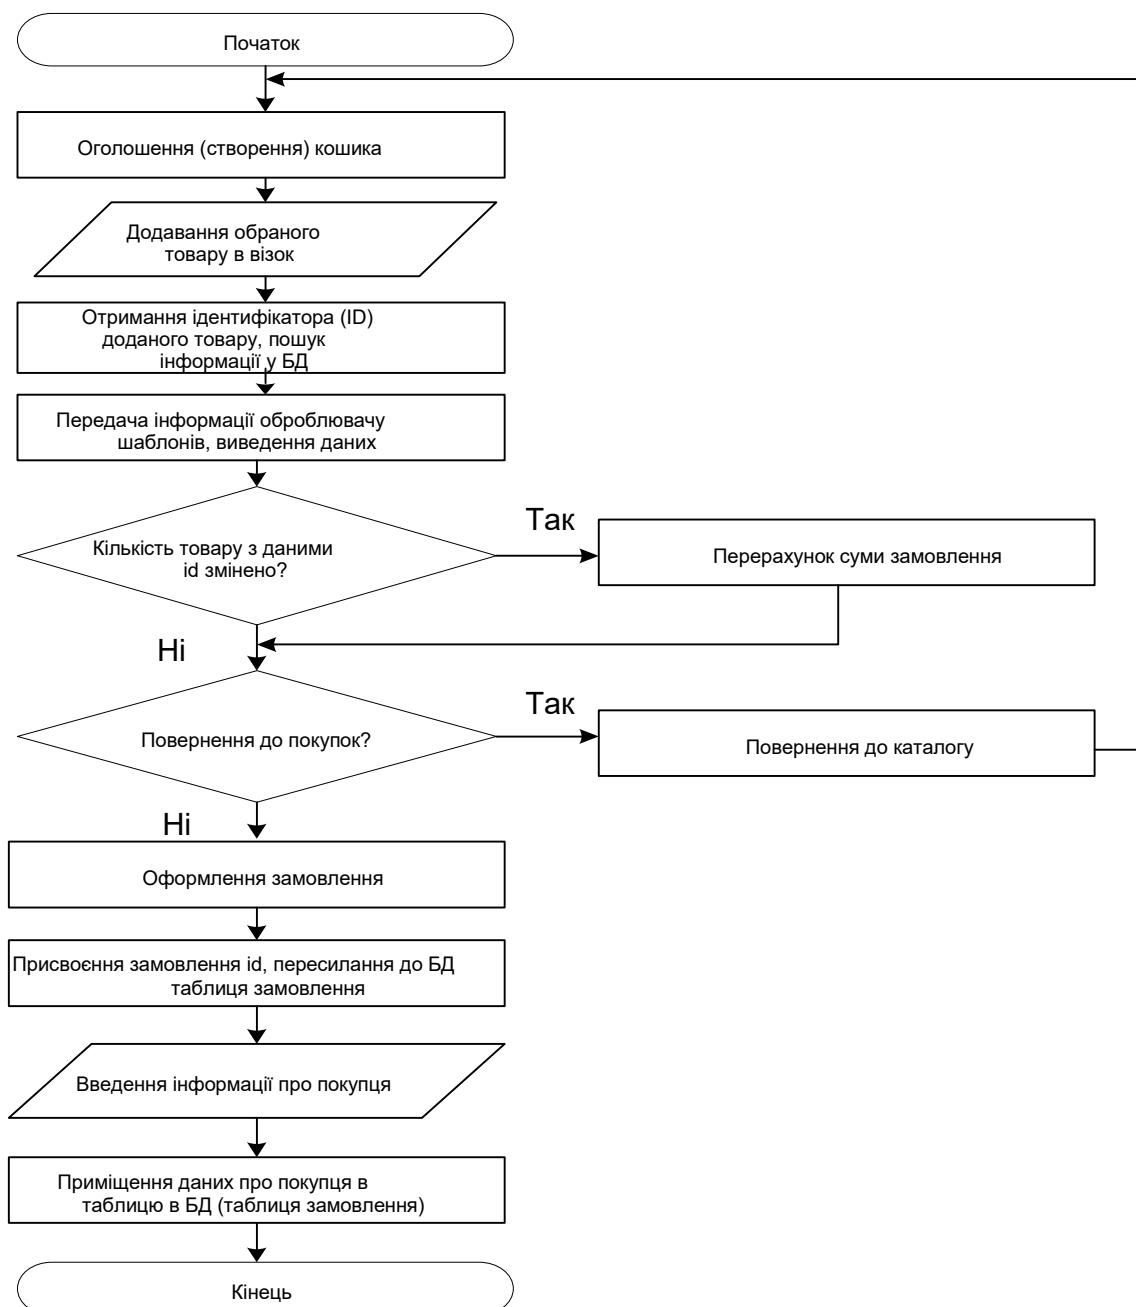 Початок
Оголошення (створення) кошика
Додавання обраного
товару в візок
Отримання ідентифікатора (ID)
доданого товару, пошук
інформації у БД
Передача інформації оброблювачу
шаблонів, виведення даних
Кількість товару з даними
id змінено?
Так
Перерахунок суми замовлення
Ні
Повернення до покупок?
Так
Повернення до каталогу
Ні
Оформлення замовлення
Присвоєння замовлення id, пересилання до БД
таблиця замовлення
Введення інформації про покупця
Приміщення даних про покупця в
таблицю в БД (таблиця замовлення)
Кінець